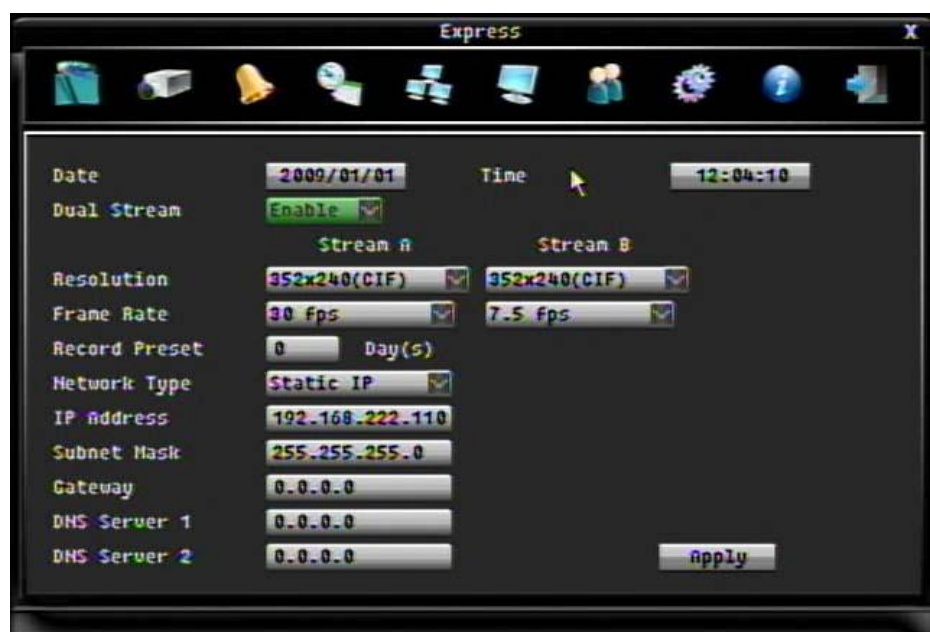 Express X
Date 2009/01/01 Time 12:04:10
Dual Stream Enable
Stream A Stream B
Resolution 352x240(CIF) 352x240(CIF)
Frame Rate 30 fps 7.5 fps
Record Preset 0 Day(s)
Network Type Static IP
IP Address 192.168.222.110
Subnet Mask 255.255.255.0
Gateway 0.0.0.0
DNS Server 1 0.0.0.0
DNS Server 2 0.0.0.0
Apply